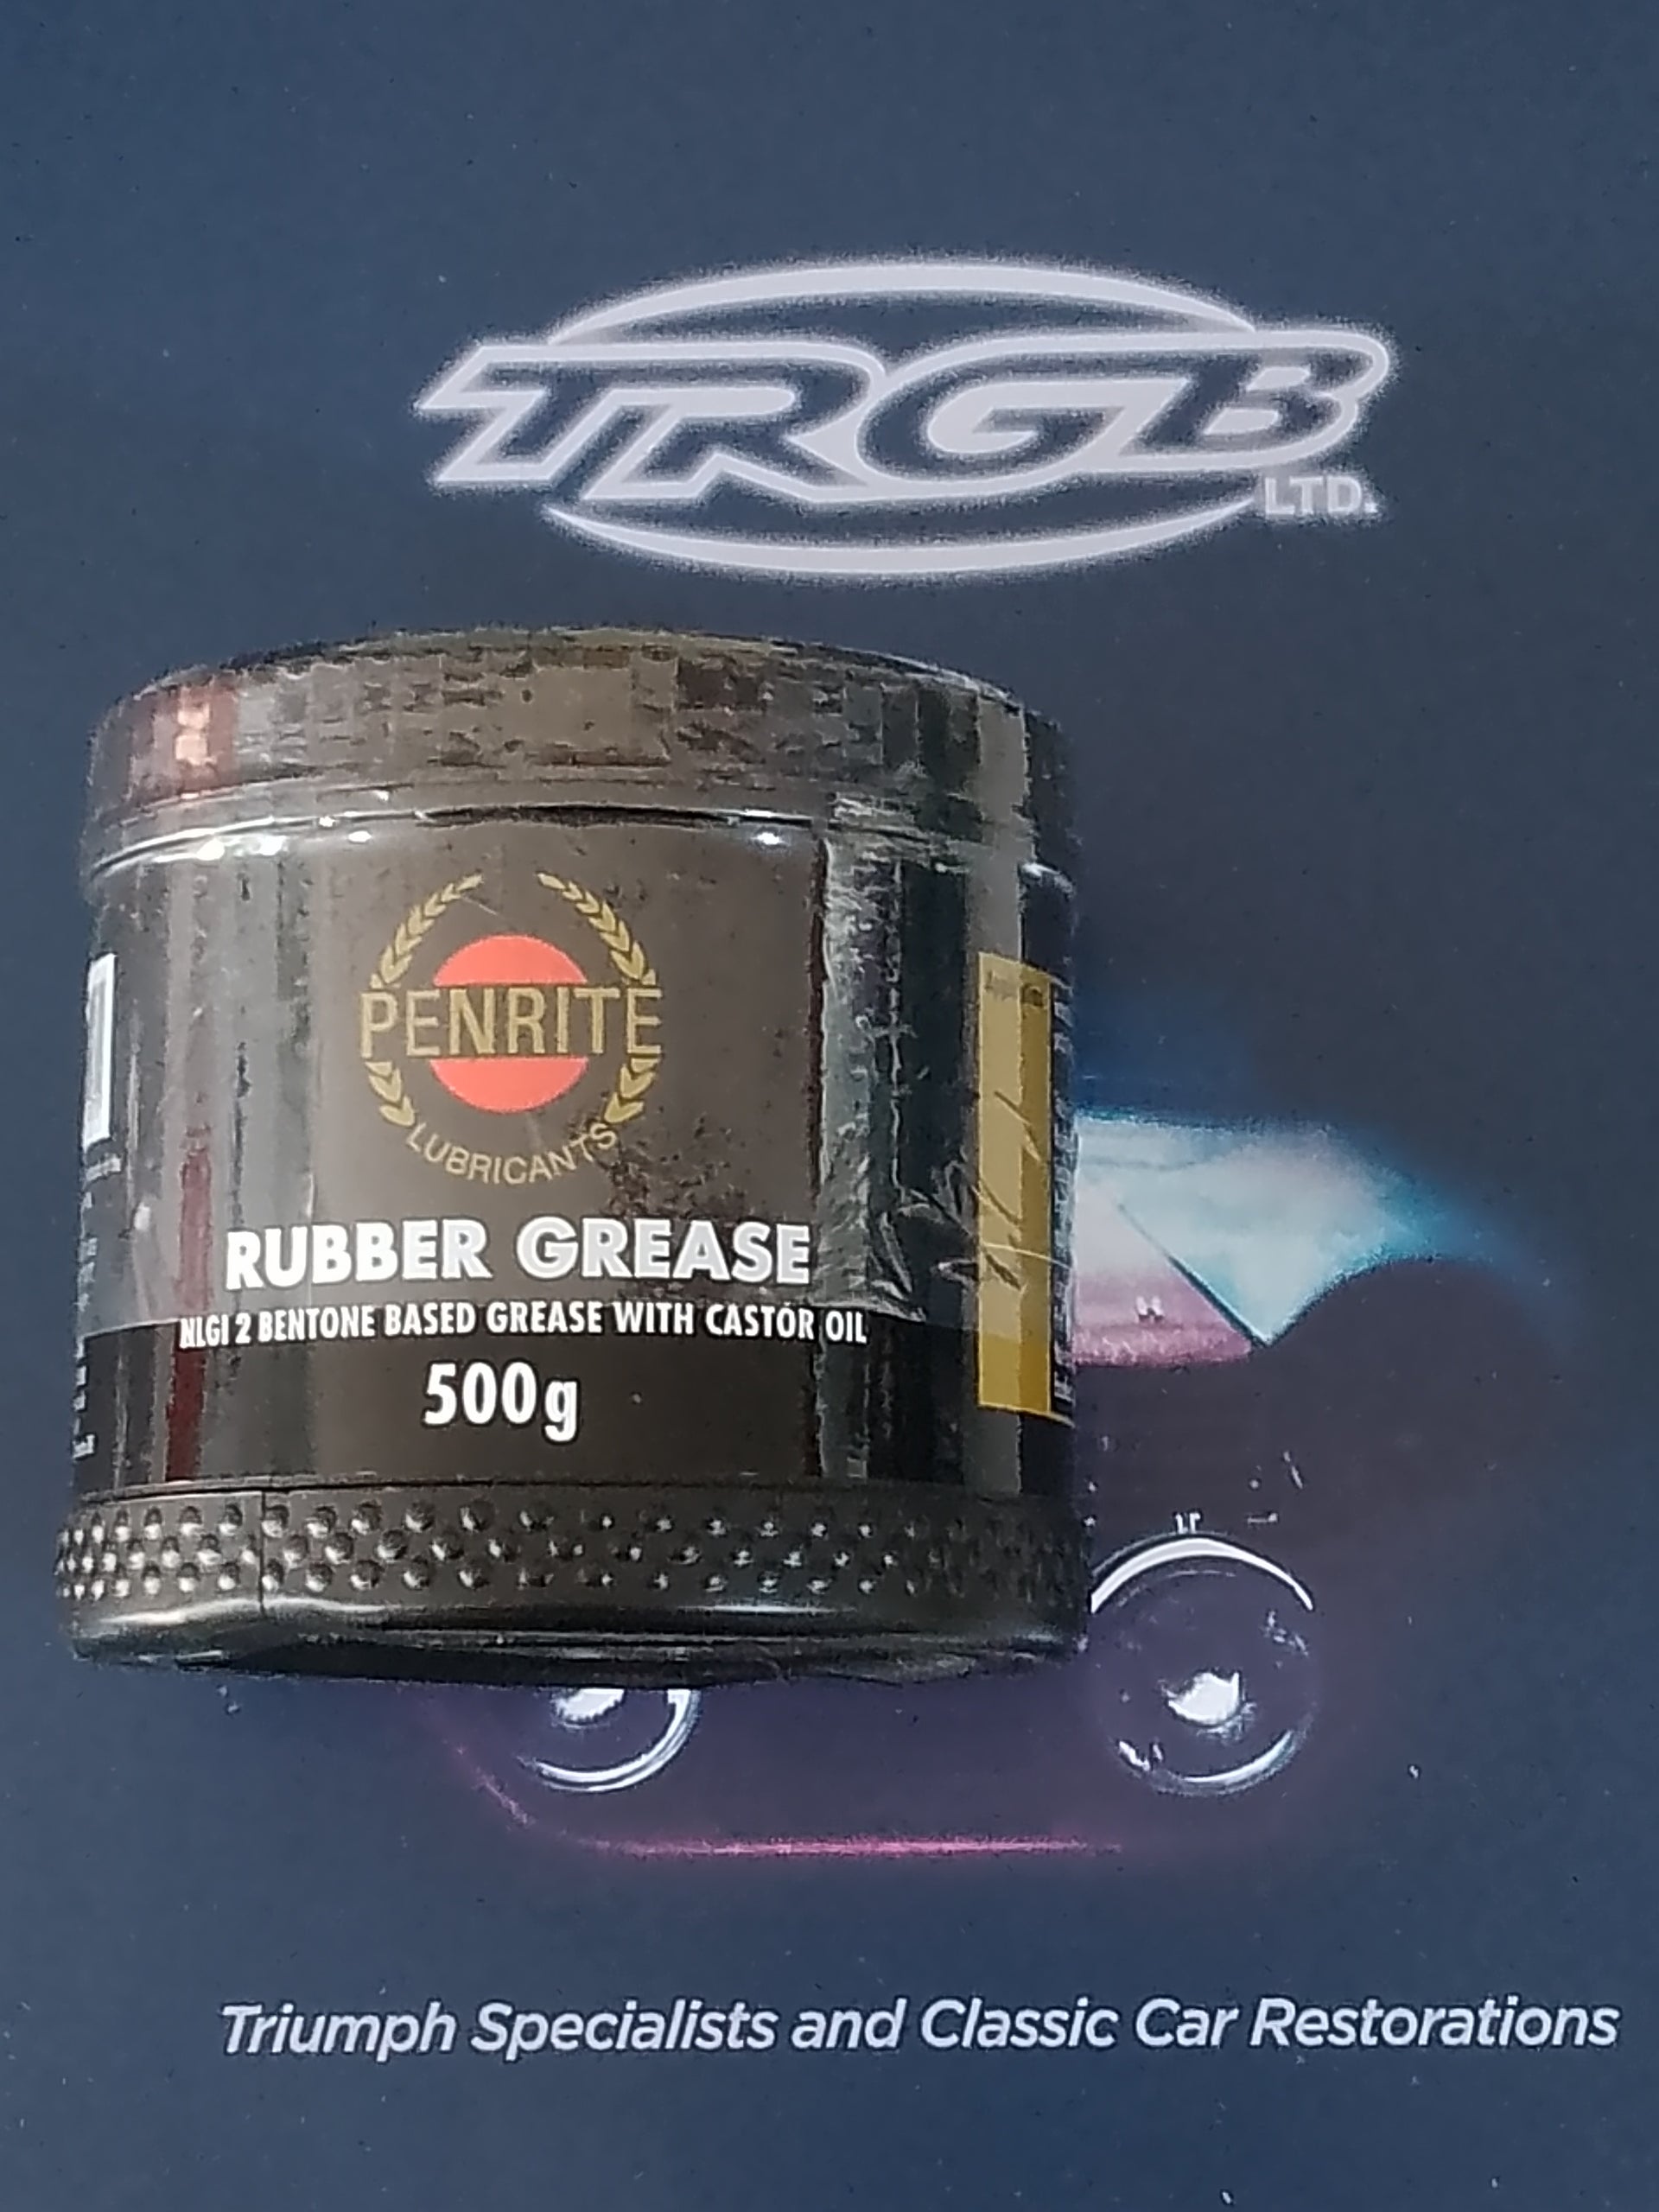 TRGB
LTD.
PENRITE
LUBRICANTS
RUBBER GREASE
NLGI 2 BENTONE BASED GREASE WITH CASTOR OIL
500g
Triumph Specialists and Classic Car Restorations